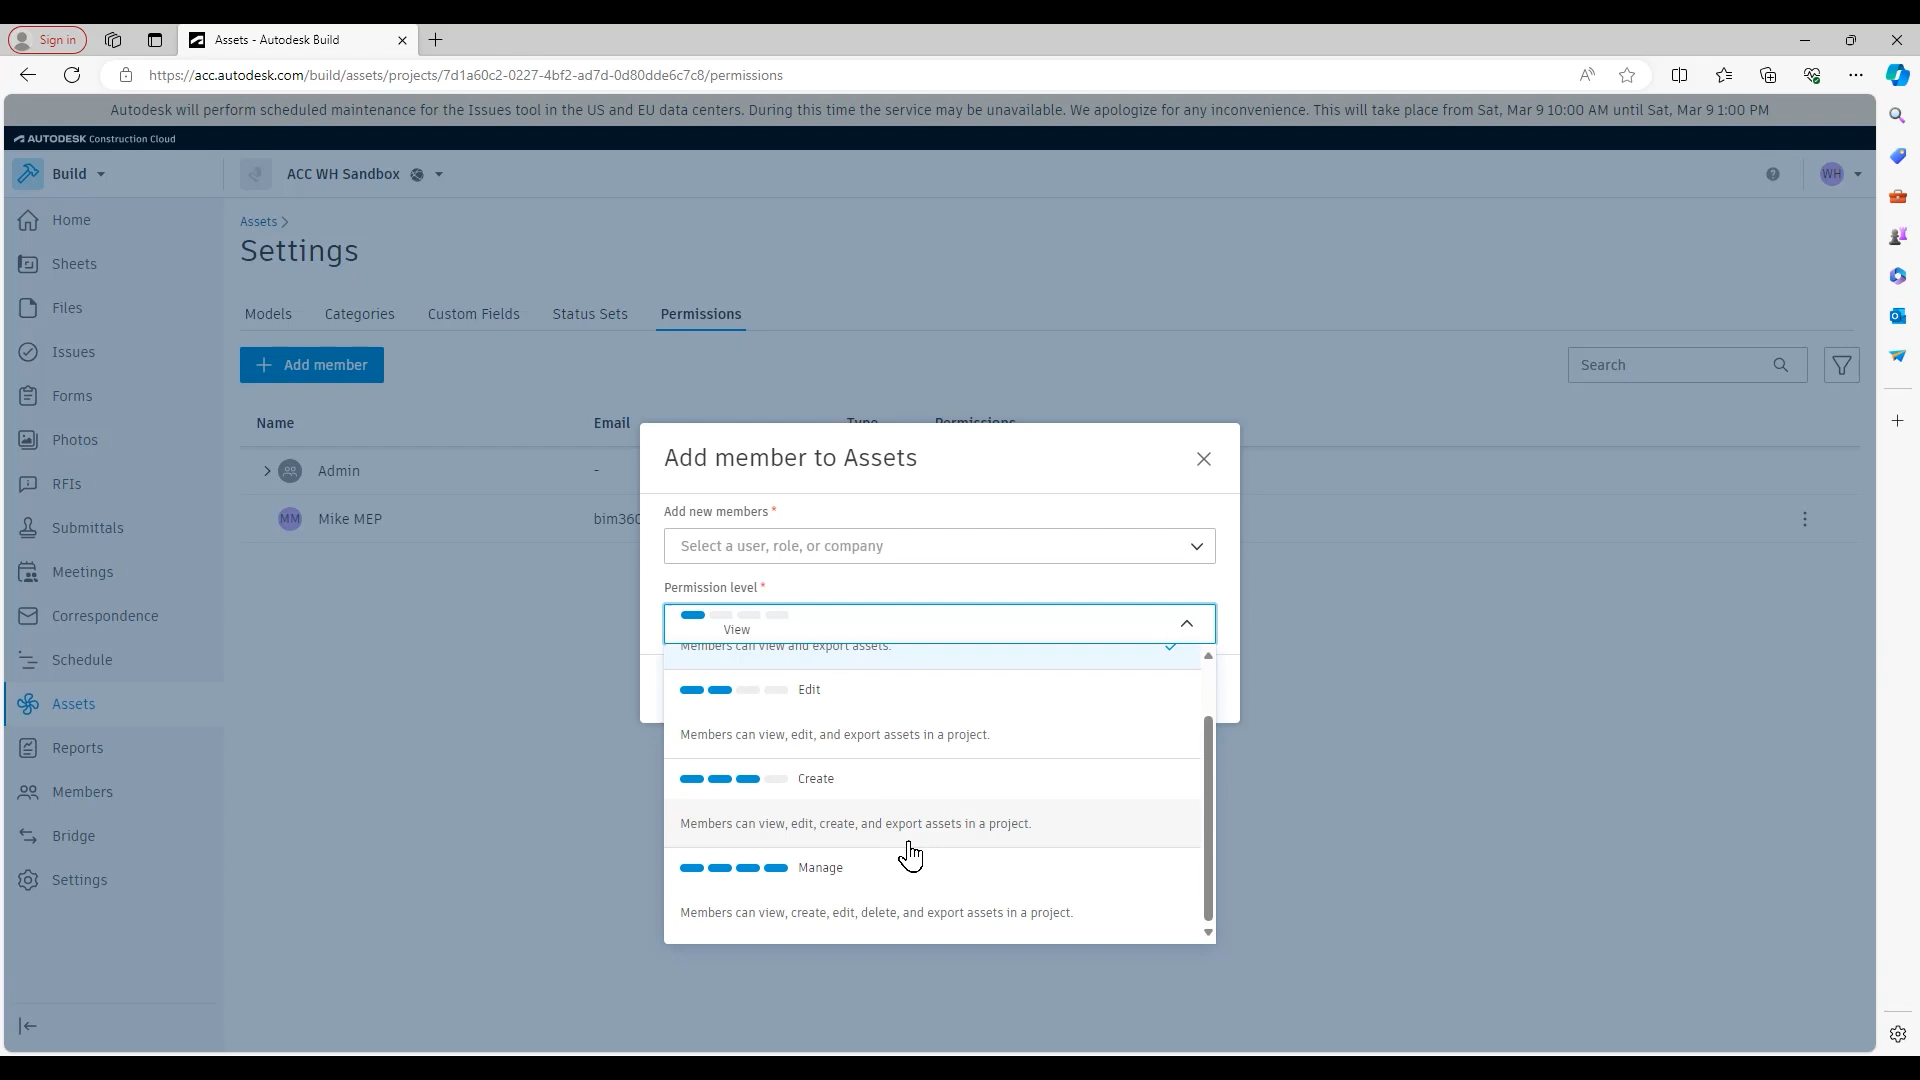 Sign in
Assets - Autodesk Build
https://acc.autodesk.com/build/assets/projects/7d1a60c2-0227-4bf2-ad7d-0d80dde6c7c8/permissions
Autodesk will perform scheduled maintenance for the Issues tool in the US and EU data centers. During this time the service may be unavailable. We apologize for any inconvenience. This will take place from Sat, Mar 9 10:00 AM until Sat, Mar 9 1:00 PM
AUTODESK Construction Cloud
Build
ACC WH Sandbox
WH
Home
Sheets
Files
Issues
Forms
Photos
RFIs
Submittals
Meetings
Correspondence
Schedule
Assets
Reports
Members
Bridge
Settings
Assets
Settings
Models Categories Custom Fields Status Sets Permissions
Add member
Search
Name Email Type Permissions
Admin -
MM Mike MEP bim360
Add member to Assets
Add new members *
Select a user, role, or company
Permission level *
View
Members can view and export assets.
Edit
Members can view, edit, and export assets in a project.
Create
Members can view, edit, create, and export assets in a project.
Manage
Members can view, create, edit, delete, and export assets in a project.